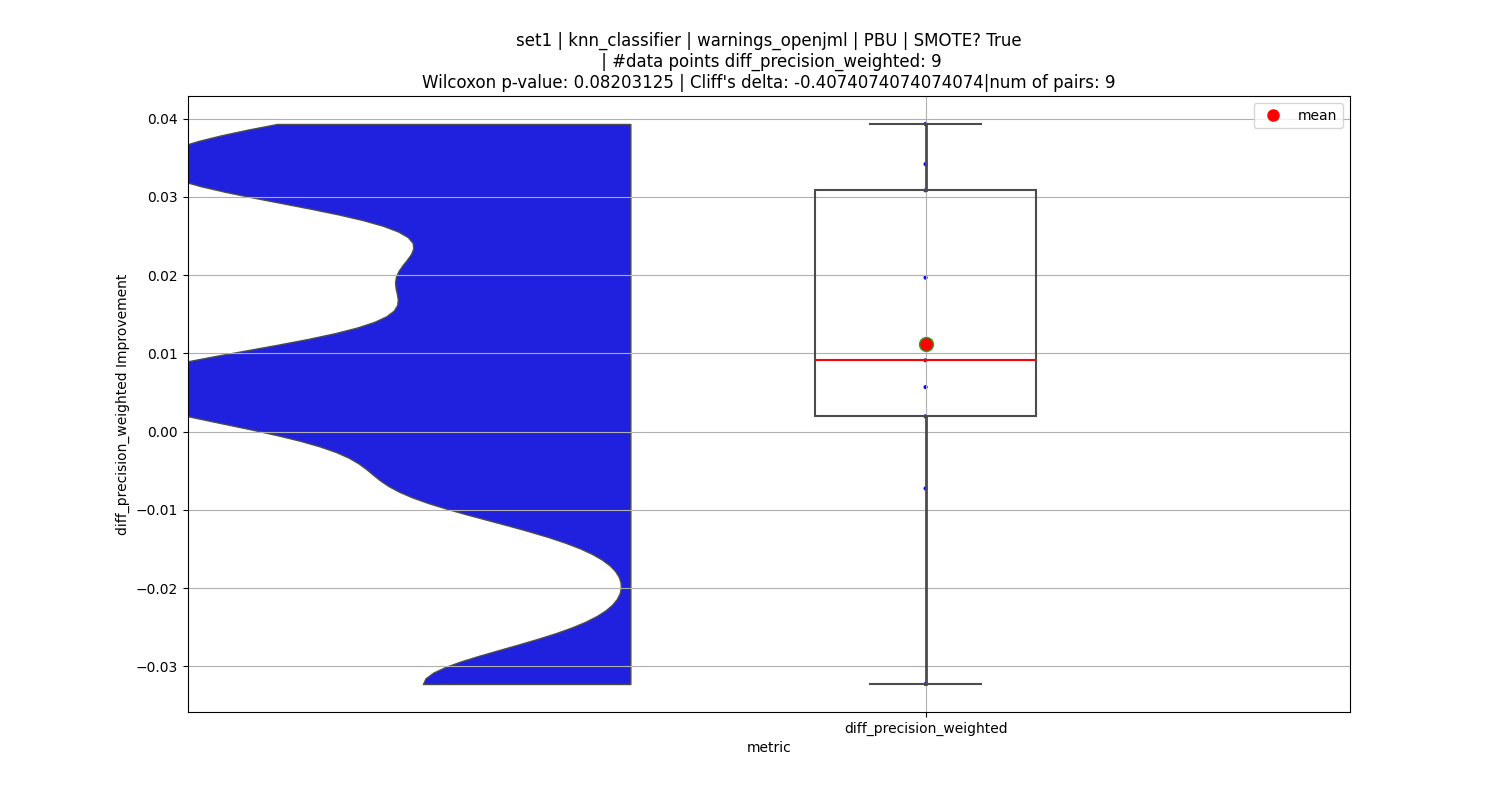 set1 | knn_classifier | warnings_openjml | PBU | SMOTE? True
| #data points diff_precision_weighted: 9
Wilcoxon p-value: 0.08203125 | Cliff's delta: -0.4074074074074074|num of pairs: 9
mean
diff_precision_weighted Improvement
0.04
0.03
0.02
0.01
0.00
−0.01
−0.02
−0.03
diff_precision_weighted
metric